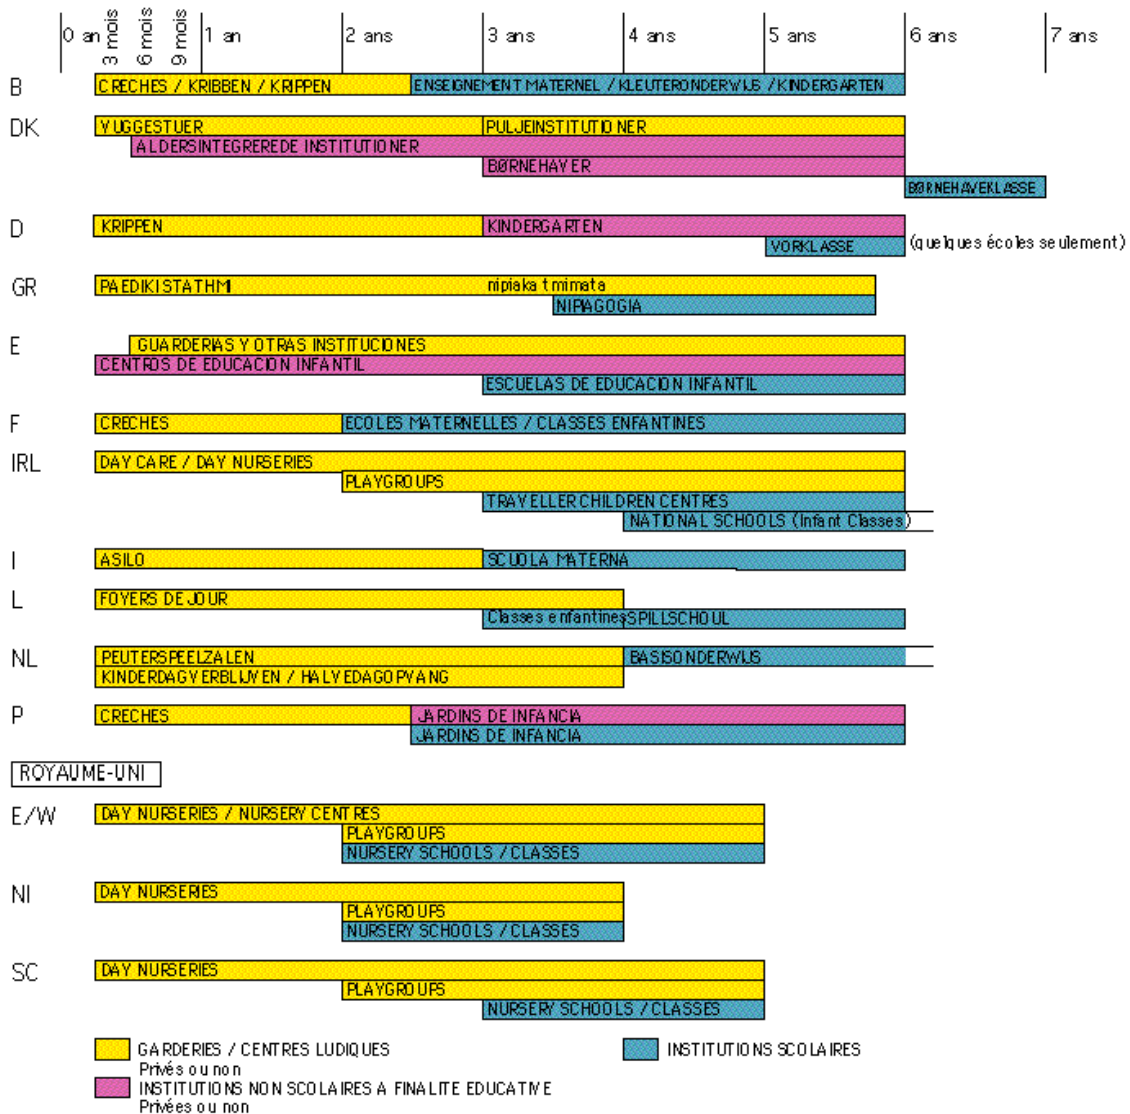 0 an 3 mois 6 mois 9 mois 1 an 2 ans 3 ans 4 ans 5 ans 6 ans 7 ans
B CRECHES / KRIBBEN / KRIPPEN ENSEIGNEMENT MATERNEL / KLEUTERONDERWIJS / KINDERGARTEN
DK VUGGESTUER PULJEINSTITUTIONER
ALDERSINTEGREREDE INSTITUTIONER
BØRNEHAVER
BØRNEHAVEKLASSE
D KRIPPEN KINDERGARTEN
VORKLASSE (quelques écoles seulement)
GR PAEDIKI STATHMI nipiaka tmimata
NIPIAGOGIA
E GUARDERIAS Y OTRAS INSTITUCIONES
CENTROS DE EDUCACION INFANTIL
ESCUELAS DE EDUCACION INFANTIL
F CRECHES ECOLES MATERNELLES / CLASSES ENFANTINES
IRL DAY CARE / DAY NURSERIES
PLAYGROUPS
TRAVELLER CHILDREN CENTRES
NATIONAL SCHOOLS (Infant Classes)
I ASILO SCUOLA MATERNA
L FOYERS DE JOUR
Classes enfantines SPILLSCHOUL
NL PEUTERSPEELZALEN BASISONDERWIJS
KINDERDAGVERBLIJVEN / HALVEDAGOPVANG
P CRECHES JARDINS DE INFANCIA
JARDINS DE INFANCIA
ROYAUME-UNI
E/W DAY NURSERIES / NURSERY CENTRES
PLAYGROUPS
NURSERY SCHOOLS / CLASSES
NI DAY NURSERIES
PLAYGROUPS
NURSERY SCHOOLS / CLASSES
SC DAY NURSERIES
PLAYGROUPS
NURSERY SCHOOLS / CLASSES
GARDERIES / CENTRES LUDIQUES INSTITUTIONS SCOLAIRES
Privés ou non
INSTITUTIONS NON SCOLAIRES A FINALITE EDUCATIVE
Privées ou non